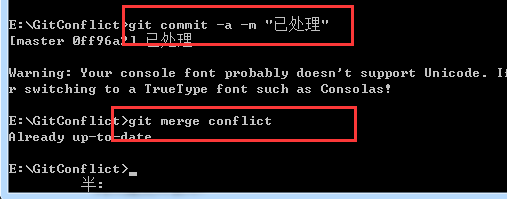 E:\GitConflict>git commit -a -m "已处理"
[master 0ff96a2] 已处理
Warning: Your console font probably doesn't support Unicode. If
r switching to a TrueType font such as Consolas!
E:\GitConflict>git merge conflict
Already up-to-date
E:\GitConflict>_
半: